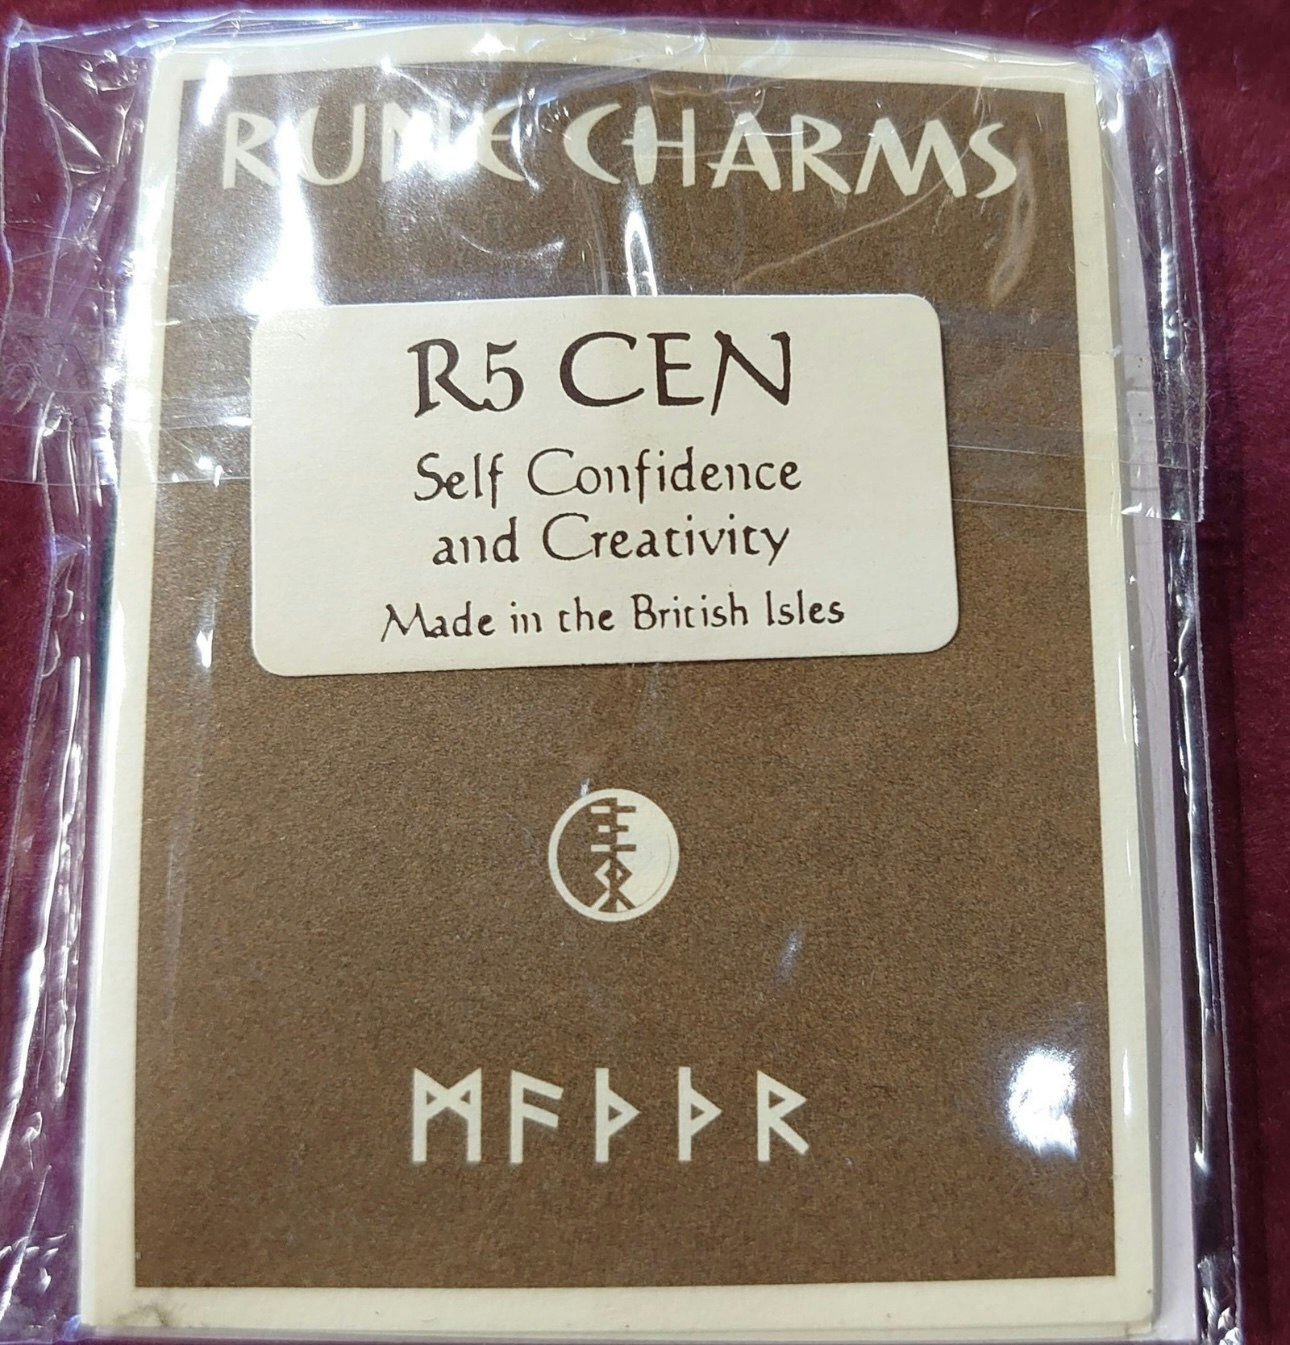 RUNE CHARMS
R5 CEN
Self Confidence
and Creativity
Made in the British Isles
ᛗᚨᚦᚦᚱ